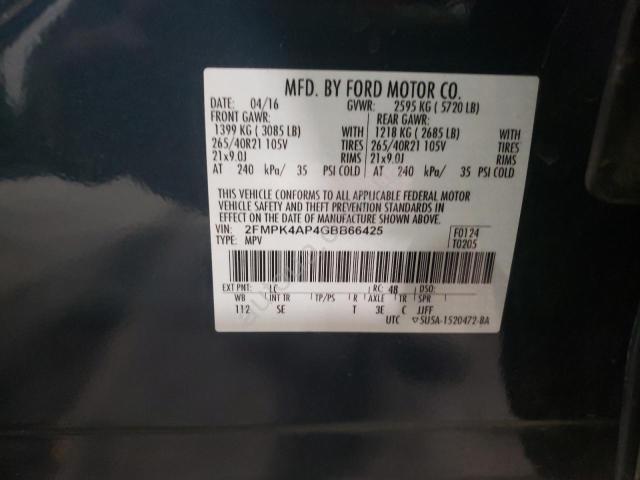 MFD. BY FORD MOTOR CO.
DATE: 04/16 GVWR: 2595 KG ( 5720 LB)
FRONT GAWR: REAR GAWR:
1399 KG ( 3085 LB) WITH 1218 KG ( 2685 LB) WITH
265/40R21 105V TIRES 265/40R21 105V TIRES
21x9.0J RIMS 21x9.0J RIMS
AT 240 kPa/ 35 PSI COLD AT 240 kPa/ 35 PSI COLD
THIS VEHICLE CONFORMS TO ALL APPLICABLE FEDERAL MOTOR
VEHICLE SAFETY AND THEFT PREVENTION STANDARDS IN
EFFECT ON THE DATE OF MANUFACTURE SHOWN ABOVE.
VIN: 2FMPK4AP4GBB66425 F0124
TYPE: MPV T0205
EXT PNT: LC RC: 48 DSO:
WB INT TR TP/PS R AXLE TR SPR
112 SE T 3E C JJFF
UTC ▽5U5A-1520472-BA